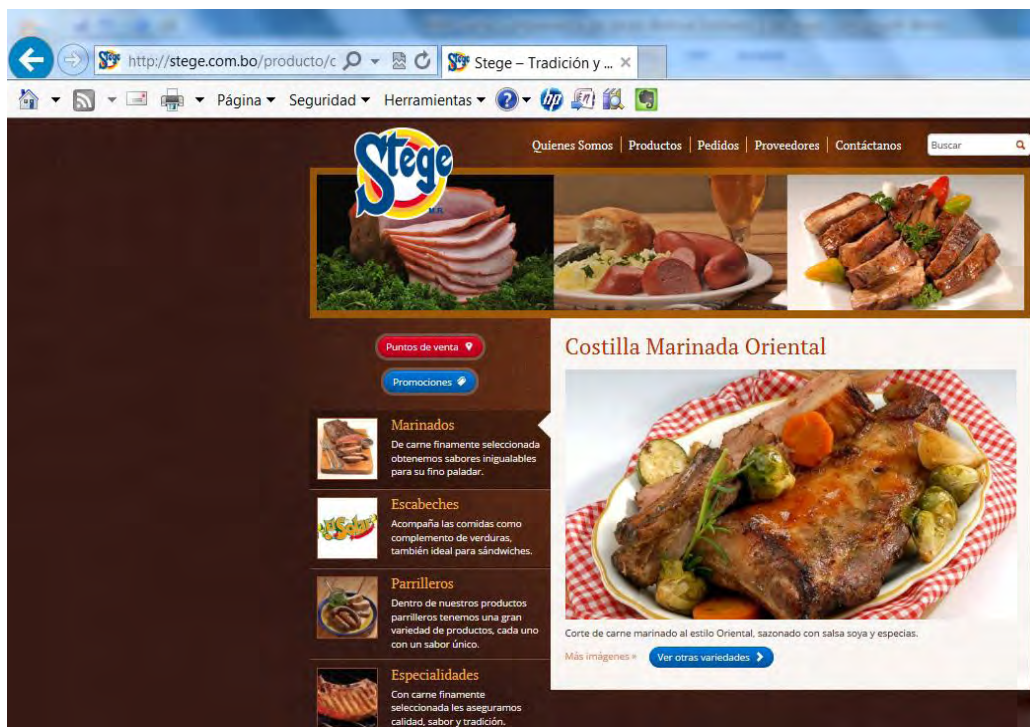 http://stege.com.bo/producto/c
Stege – Tradición y ...
Página
Seguridad
Herramientas
hp
Stege
M.R.
Quienes Somos | Productos | Pedidos | Proveedores | Contáctanos
Buscar
Puntos de venta
Promociones
Marinados
De carne finamente seleccionada
obtenemos sabores inigualables
para su fino paladar.
Escabeches
Acompaña las comidas como
complemento de verduras,
también ideal para sándwiches.
Parrilleros
Dentro de nuestros productos
parrilleros tenemos una gran
variedad de productos, cada uno
con un sabor único.
Especialidades
Con carne finamente
seleccionada les aseguramos
calidad, sabor y tradición.
Costilla Marinada Oriental
Corte de carne marinado al estilo Oriental, sazonado con salsa soya y especias.
Más imágenes »
Ver otras variedades